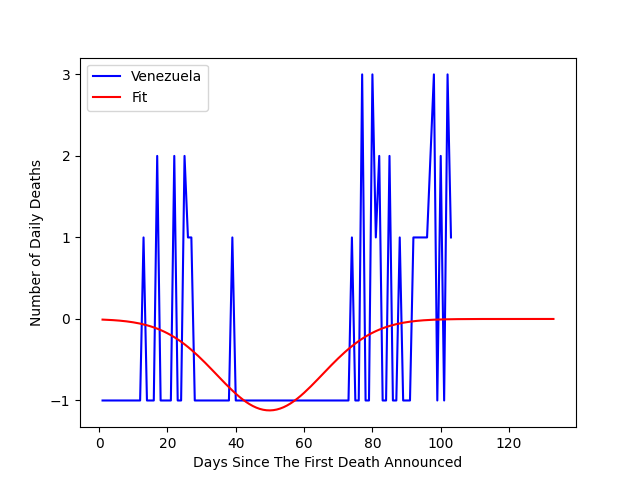 Venezuela
Fit
Number of Daily Deaths
3
2
1
0
−1
0 20 40 60 80 100 120
Days Since The First Death Announced